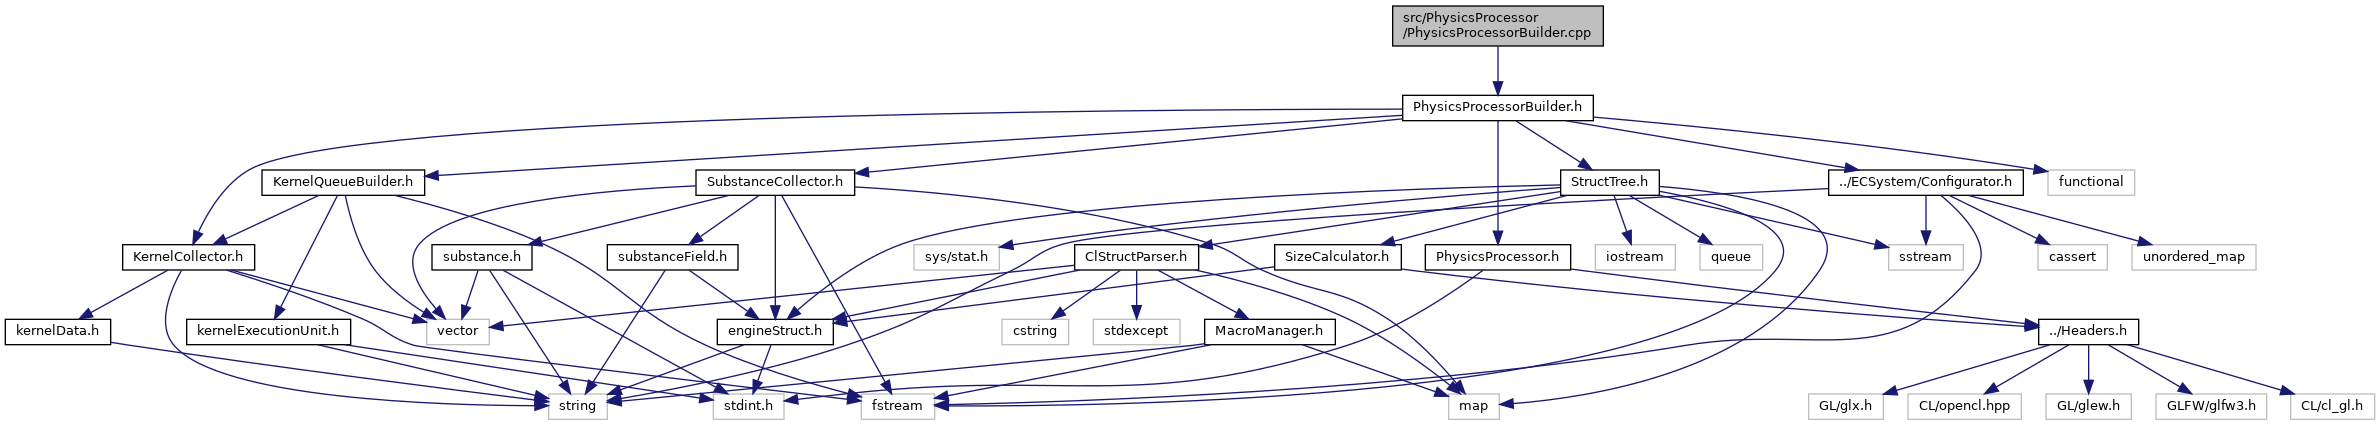 src/PhysicsProcessor
/PhysicsProcessorBuilder.cpp
PhysicsProcessorBuilder.h
KernelQueueBuilder.h
SubstanceCollector.h
StructTree.h
../ECSystem/Configurator.h
functional
KernelCollector.h
substance.h
substanceField.h
sys/stat.h
ClStructParser.h
SizeCalculator.h
PhysicsProcessor.h
iostream
queue
sstream
cassert
unordered_map
kernelData.h
kernelExecutionUnit.h
vector
engineStruct.h
cstring
stdexcept
MacroManager.h
../Headers.h
string
stdint.h
fstream
map
GL/glx.h
CL/opencl.hpp
GL/glew.h
GLFW/glfw3.h
CL/cl_gl.h